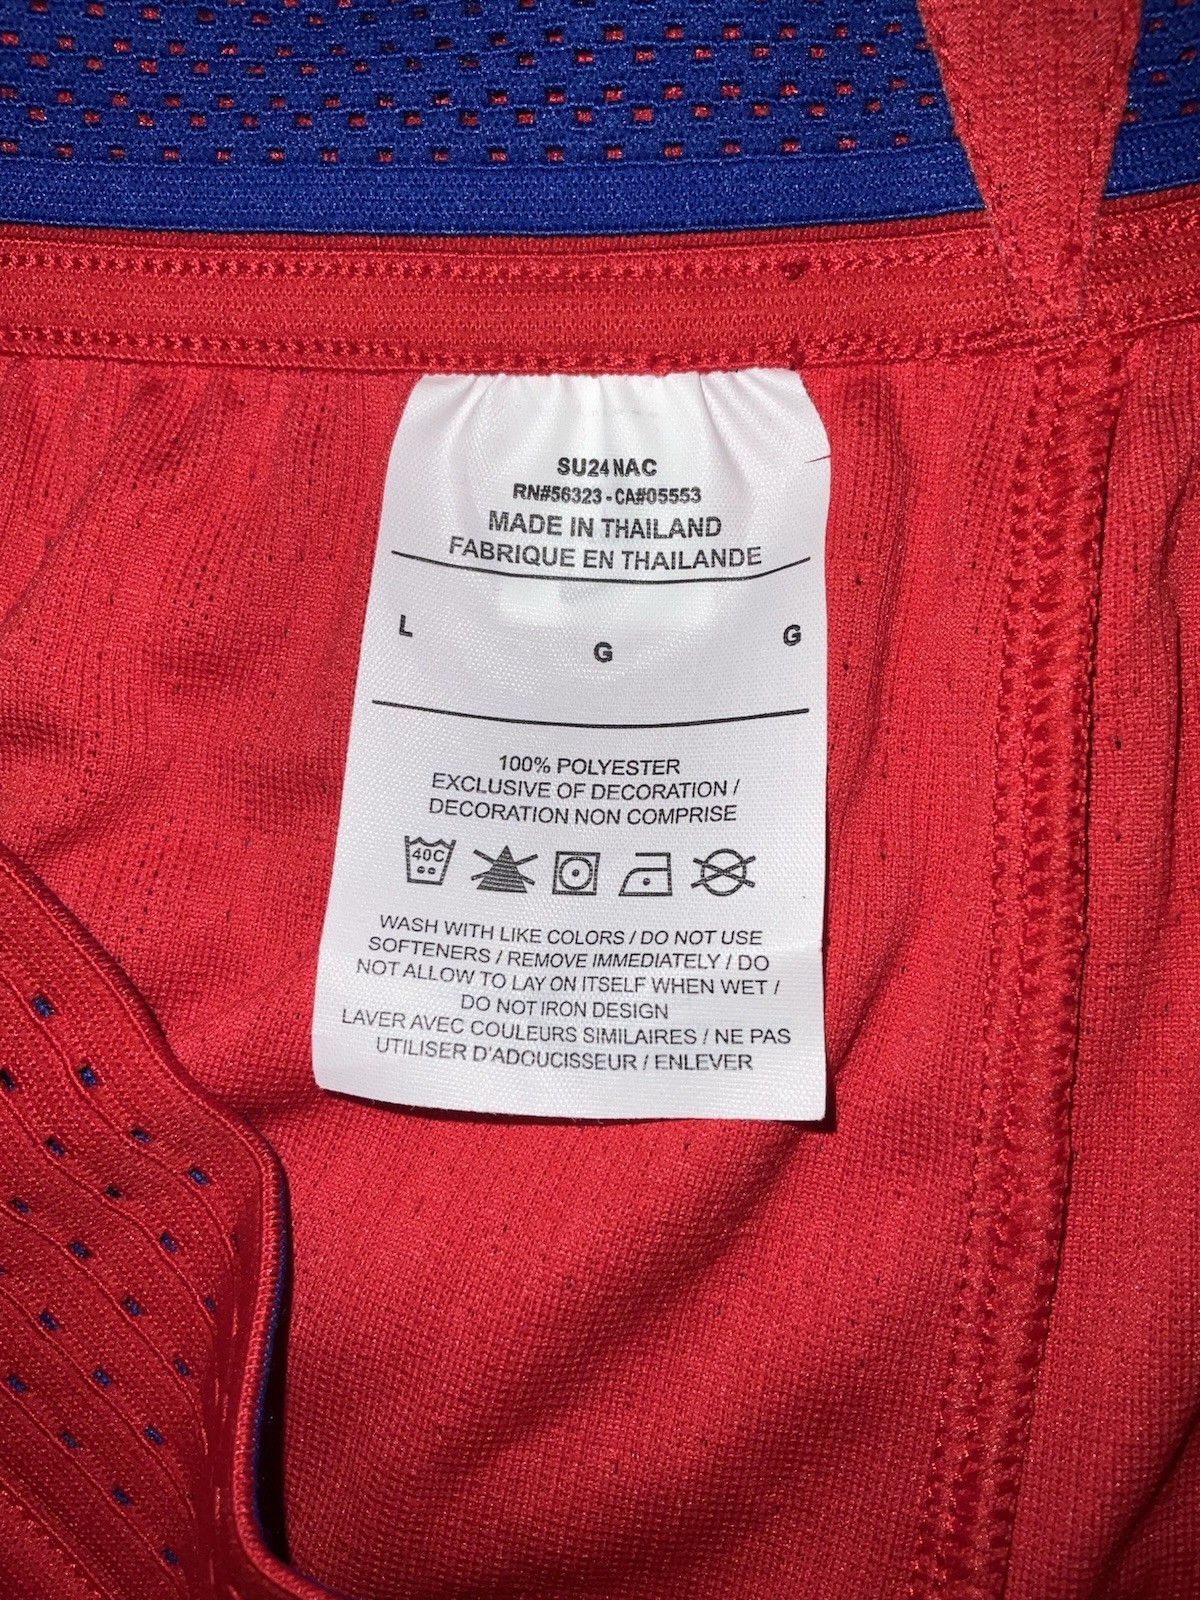 SU24 NAC
RN#56323 - CA#05553
MADE IN THAILAND
FABRIQUE EN THAILANDE
L G G
100% POLYESTER
EXCLUSIVE OF DECORATION /
DECORATION NON COMPRISE
40C
WASH WITH LIKE COLORS / DO NOT USE
SOFTENERS / REMOVE IMMEDIATELY / DO
NOT ALLOW TO LAY ON ITSELF WHEN WET /
DO NOT IRON DESIGN
LAVER AVEC COULEURS SIMILAIRES / NE PAS
UTILISER D'ADOUCISSEUR / ENLEVER